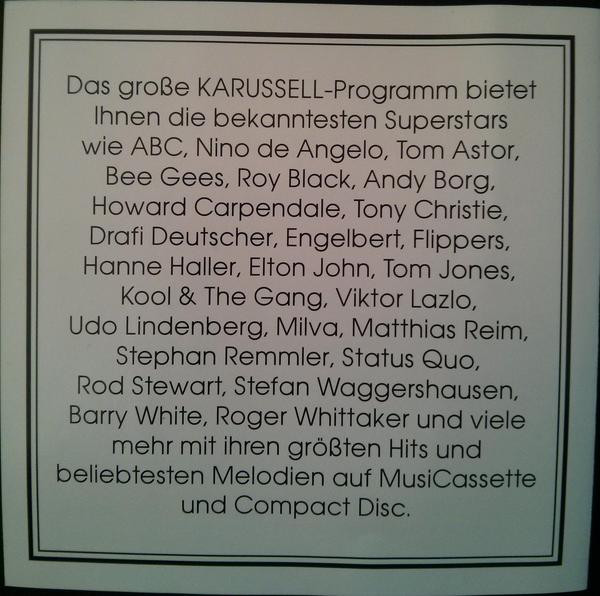 Das große KARUSSELL-Programm bietet
Ihnen die bekanntesten Superstars
wie ABC, Nino de Angelo, Tom Astor,
Bee Gees, Roy Black, Andy Borg,
Howard Carpendale, Tony Christie,
Drafi Deutscher, Engelbert, Flippers,
Hanne Haller, Elton John, Tom Jones,
Kool & The Gang, Viktor Lazlo,
Udo Lindenberg, Milva, Matthias Reim,
Stephan Remmler, Status Quo,
Rod Stewart, Stefan Waggershausen,
Barry White, Roger Whittaker und viele
mehr mit ihren größten Hits und
beliebtesten Melodien auf MusiCassette
und Compact Disc.